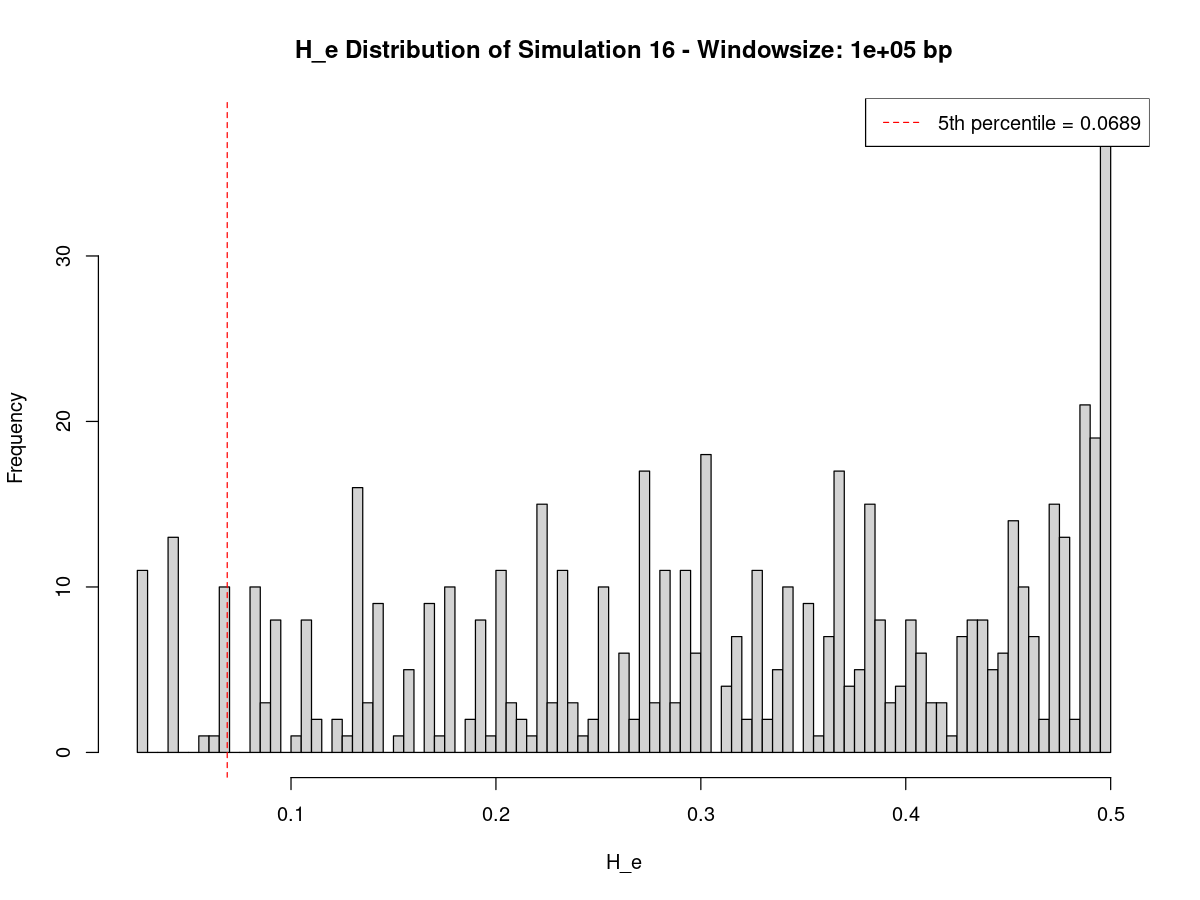 H_e Distribution of Simulation 16 - Windowsize: 1e+05 bp
5th percentile = 0.0689
Frequency
30
20
10
0
0.1 0.2 0.3 0.4 0.5
H_e